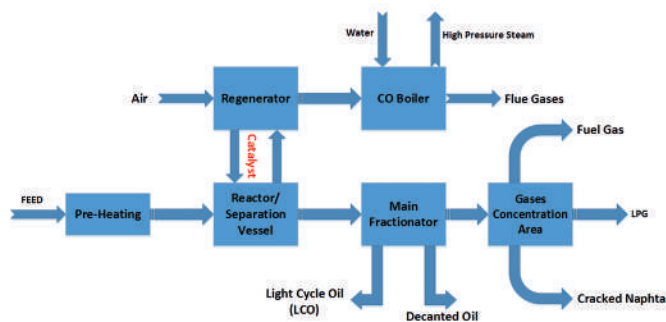 Water
High Pressure Steam
Air
Regenerator
CO Boiler
Flue Gases
Fuel Gas
Catalyst
FEED
Pre-Heating
Reactor/
Separation
Vessel
Main
Fractionator
Gases
Concentration
Area
LPG
Light Cycle Oil
(LCO)
Decanted Oil
Cracked Naphta